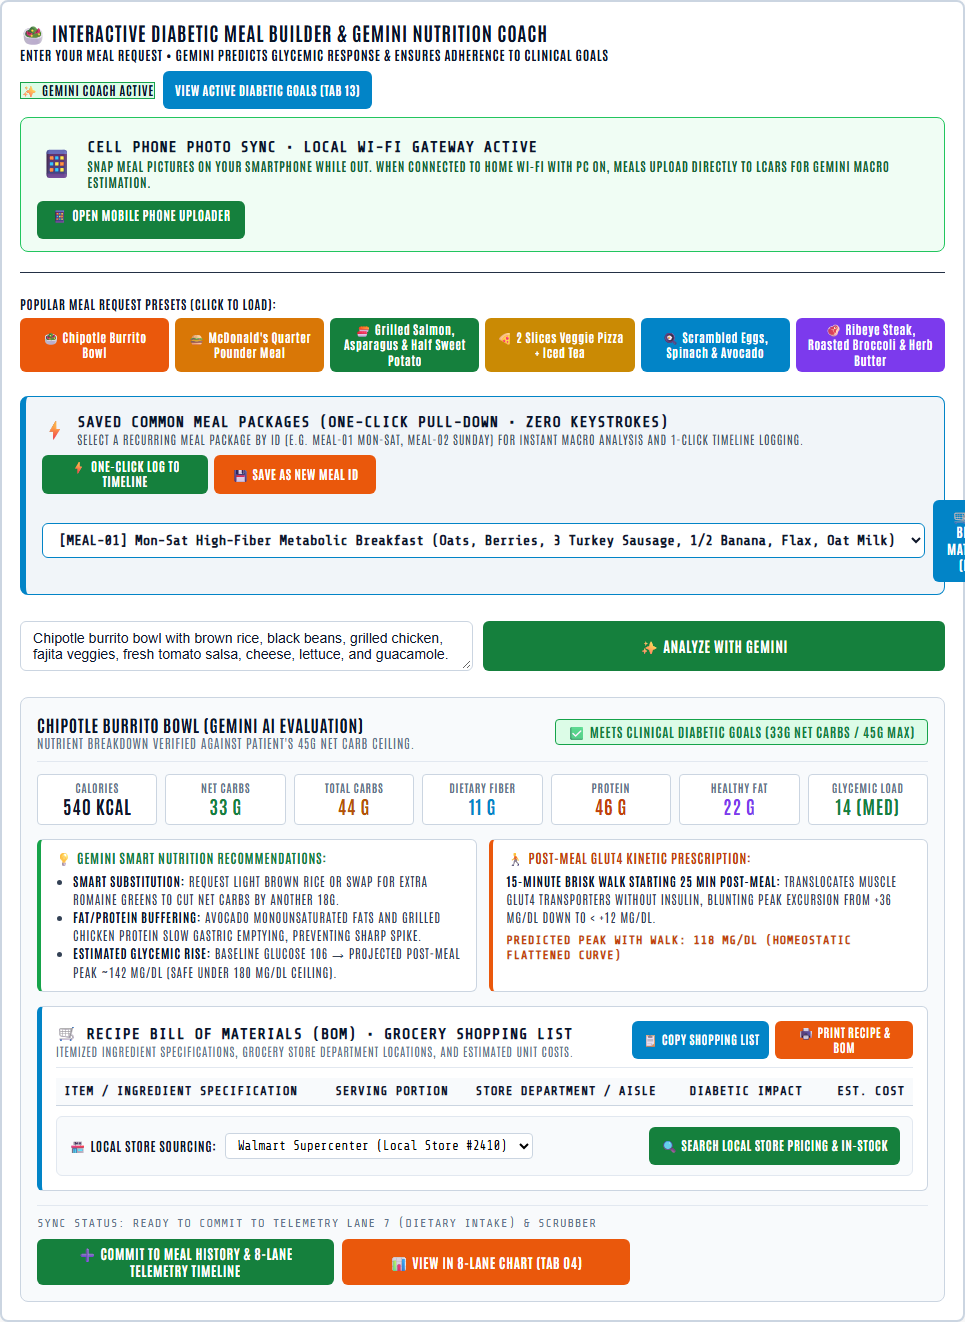 INTERACTIVE DIABETIC MEAL BUILDER & GEMINI NUTRITION COACH
ENTER YOUR MEAL REQUEST • GEMINI PREDICTS GLYCEMIC RESPONSE & ENSURES ADHERENCE TO CLINICAL GOALS
GEMINI COACH ACTIVE
VIEW ACTIVE DIABETIC GOALS (TAB 13)
CELL PHONE PHOTO SYNC • LOCAL WI-FI GATEWAY ACTIVE
SNAP MEAL PICTURES ON YOUR SMARTPHONE WHILE OUT. WHEN CONNECTED TO HOME WI-FI WITH PC ON, MEALS UPLOAD DIRECTLY TO LCARS FOR GEMINI MACRO
ESTIMATION.
OPEN MOBILE PHONE UPLOADER
POPULAR MEAL REQUEST PRESETS (CLICK TO LOAD):
Chipotle Burrito
Bowl
McDonald's Quarter
Pounder Meal
Grilled Salmon,
Asparagus & Half Sweet
Potato
2 Slices Veggie Pizza
+ Iced Tea
Scrambled Eggs,
Spinach & Avocado
Ribeye Steak,
Roasted Broccoli & Herb
Butter
SAVED COMMON MEAL PACKAGES (ONE-CLICK PULL-DOWN • ZERO KEYSTROKES)
SELECT A RECURRING MEAL PACKAGE BY ID (E.G. MEAL-01 MON-SAT, MEAL-02 SUNDAY) FOR INSTANT MACRO ANALYSIS AND 1-CLICK TIMELINE LOGGING.
ONE-CLICK LOG TO
TIMELINE
SAVE AS NEW MEAL ID
[MEAL-01] Mon-Sat High-Fiber Metabolic Breakfast (Oats, Berries, 3 Turkey Sausage, 1/2 Banana, Flax, Oat Milk)
Chipotle burrito bowl with brown rice, black beans, grilled chicken,
fajita veggies, fresh tomato salsa, cheese, lettuce, and guacamole.
ANALYZE WITH GEMINI
CHIPOTLE BURRITO BOWL (GEMINI AI EVALUATION)
NUTRIENT BREAKDOWN VERIFIED AGAINST PATIENT'S 45G NET CARB CEILING.
MEETS CLINICAL DIABETIC GOALS (33G NET CARBS / 45G MAX)
CALORIES
540 KCAL
NET CARBS
33 G
TOTAL CARBS
44 G
DIETARY FIBER
11 G
PROTEIN
46 G
HEALTHY FAT
22 G
GLYCEMIC LOAD
14 (MED)
GEMINI SMART NUTRITION RECOMMENDATIONS:
• SMART SUBSTITUTION: REQUEST LIGHT BROWN RICE OR SWAP FOR EXTRA
ROMAINE GREENS TO CUT NET CARBS BY ANOTHER 18G.
• FAT/PROTEIN BUFFERING: AVOCADO MONOUNSATURATED FATS AND GRILLED
CHICKEN PROTEIN SLOW GASTRIC EMPTYING, PREVENTING SHARP SPIKE.
• ESTIMATED GLYCEMIC RISE: BASELINE GLUCOSE 106 → PROJECTED POST-MEAL
PEAK ~142 MG/DL (SAFE UNDER 180 MG/DL CEILING).
POST-MEAL GLUT4 KINETIC PRESCRIPTION:
15-MINUTE BRISK WALK STARTING 25 MIN POST-MEAL: TRANSLOCATES MUSCLE
GLUT4 TRANSPORTERS WITHOUT INSULIN, BLUNTING PEAK EXCURSION FROM +36
MG/DL DOWN TO < +12 MG/DL.
PREDICTED PEAK WITH WALK: 118 MG/DL (HOMEOSTATIC
FLATTENED CURVE)
RECIPE BILL OF MATERIALS (BOM) • GROCERY SHOPPING LIST
ITEMIZED INGREDIENT SPECIFICATIONS, GROCERY STORE DEPARTMENT LOCATIONS, AND ESTIMATED UNIT COSTS.
COPY SHOPPING LIST
PRINT RECIPE &
BOM
ITEM / INGREDIENT SPECIFICATION
SERVING PORTION
STORE DEPARTMENT / AISLE
DIABETIC IMPACT
EST. COST
LOCAL STORE SOURCING:
Walmart Supercenter (Local Store #2410)
SEARCH LOCAL STORE PRICING & IN-STOCK
SYNC STATUS: READY TO COMMIT TO TELEMETRY LANE 7 (DIETARY INTAKE) & SCRUBBER
COMMIT TO MEAL HISTORY & 8-LANE
TELEMETRY TIMELINE
VIEW IN 8-LANE CHART (TAB 04)